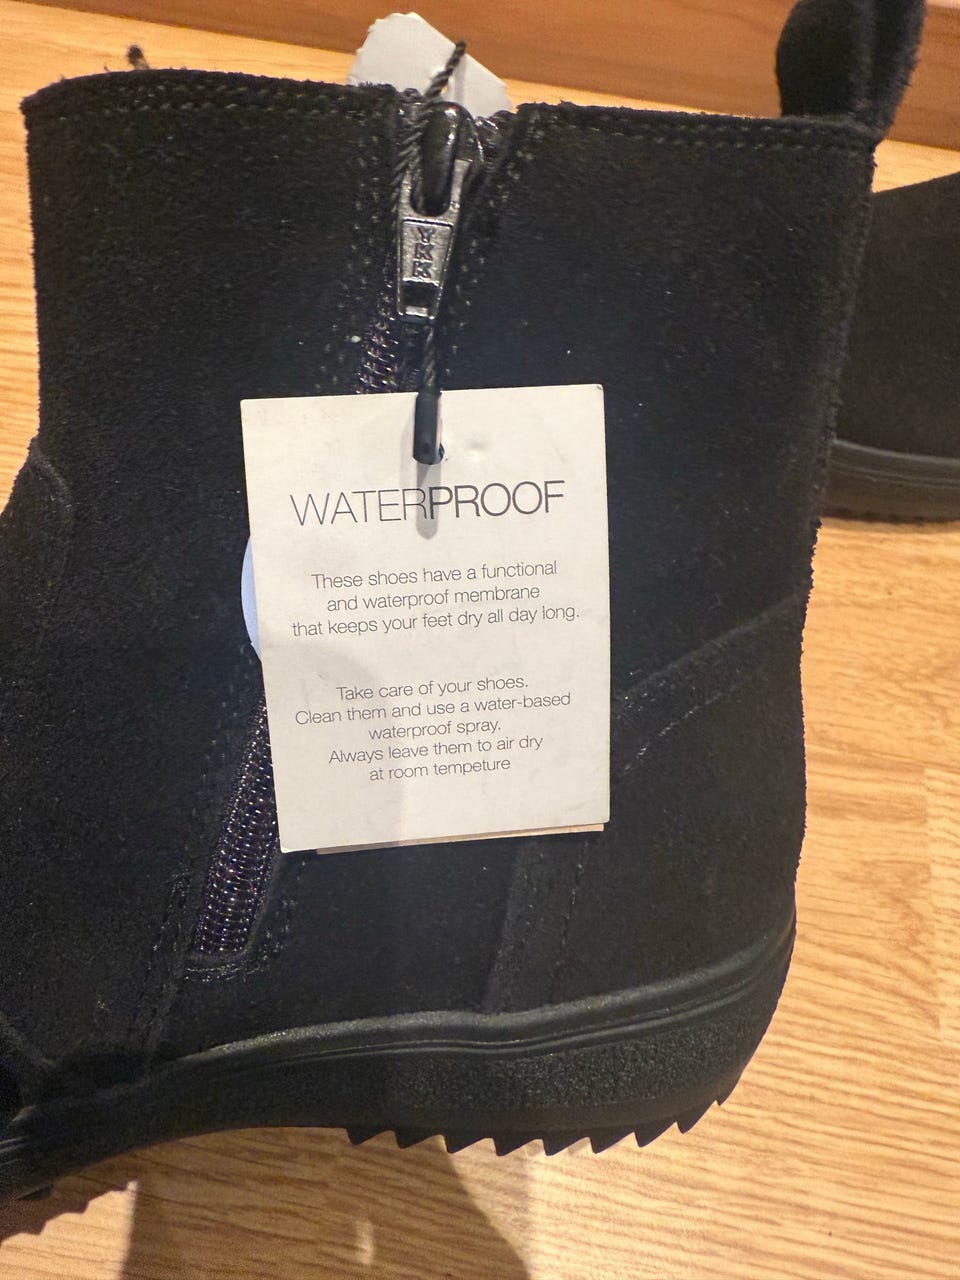 YKK
WATERPROOF
These shoes have a functional
and waterproof membrane
that keeps your feet dry all day long.
Take care of your shoes.
Clean them and use a water-based
waterproof spray.
Always leave them to air dry
at room tempeture